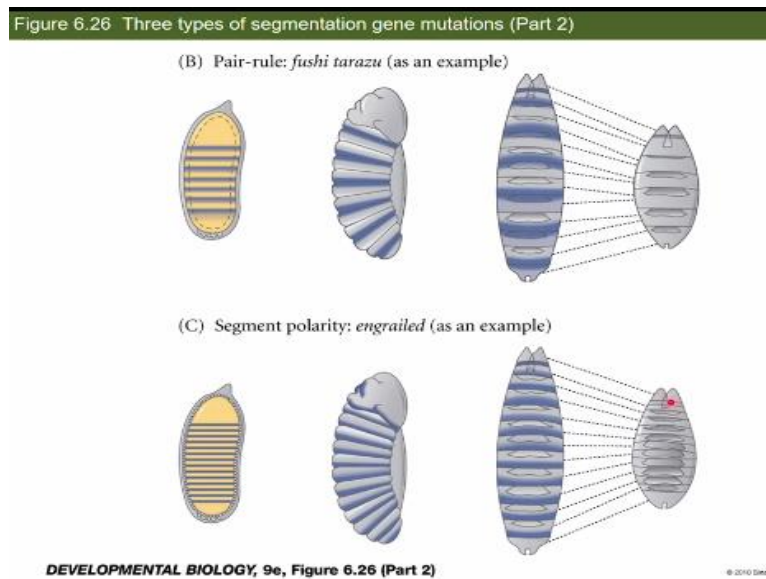 Figure 6.26 Three types of segmentation gene mutations (Part 2)
(B) Pair-rule: fushi tarazu (as an example)
(C) Segment polarity: engrailed (as an example)
DEVELOPMENTAL BIOLOGY, 9e, Figure 6.26 (Part 2)
© 2010